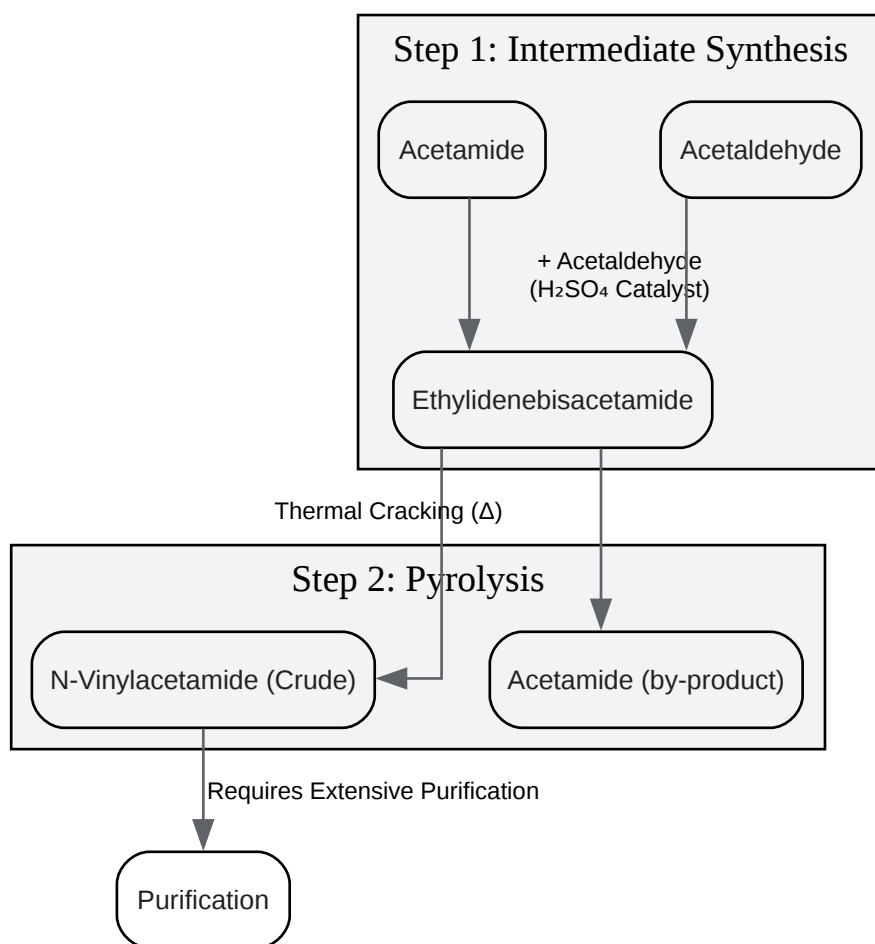 Step 1: Intermediate Synthesis
Acetamide
Acetaldehyde
+ Acetaldehyde
(H₂SO₄ Catalyst)
Ethylidenebisacetamide
Thermal Cracking (Δ)
Step 2: Pyrolysis
N-Vinylacetamide (Crude)
Acetamide (by-product)
Requires Extensive Purification
Purification